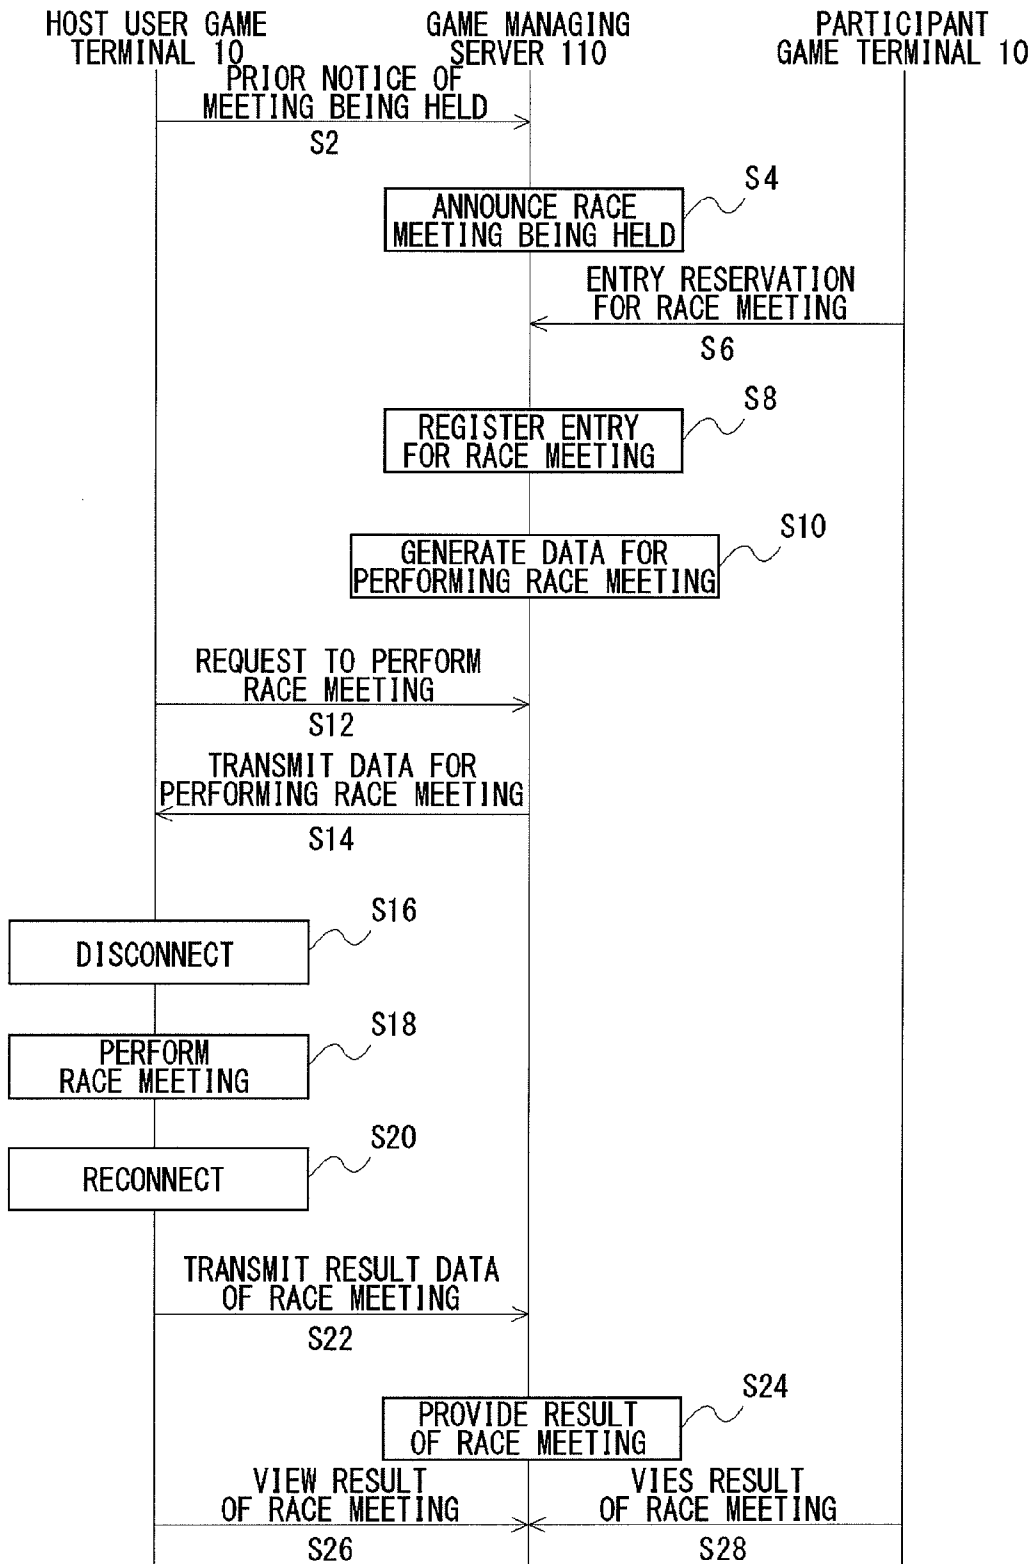 HOST USER GAME
TERMINAL 10
GAME MANAGING
SERVER 110
PARTICIPANT
GAME TERMINAL 10
PRIOR NOTICE OF
MEETING BEING HELD
S2
S4
ANNOUNCE RACE
MEETING BEING HELD
ENTRY RESERVATION
FOR RACE MEETING
S6
S8
REGISTER ENTRY
FOR RACE MEETING
S10
GENERATE DATA FOR
PERFORMING RACE MEETING
REQUEST TO PERFORM
RACE MEETING
S12
TRANSMIT DATA FOR
PERFORMING RACE MEETING
S14
S16
DISCONNECT
S18
PERFORM
RACE MEETING
S20
RECONNECT
TRANSMIT RESULT DATA
OF RACE MEETING
S22
S24
PROVIDE RESULT
OF RACE MEETING
VIEW RESULT
OF RACE MEETING
S26
VIES RESULT
OF RACE MEETING
S28